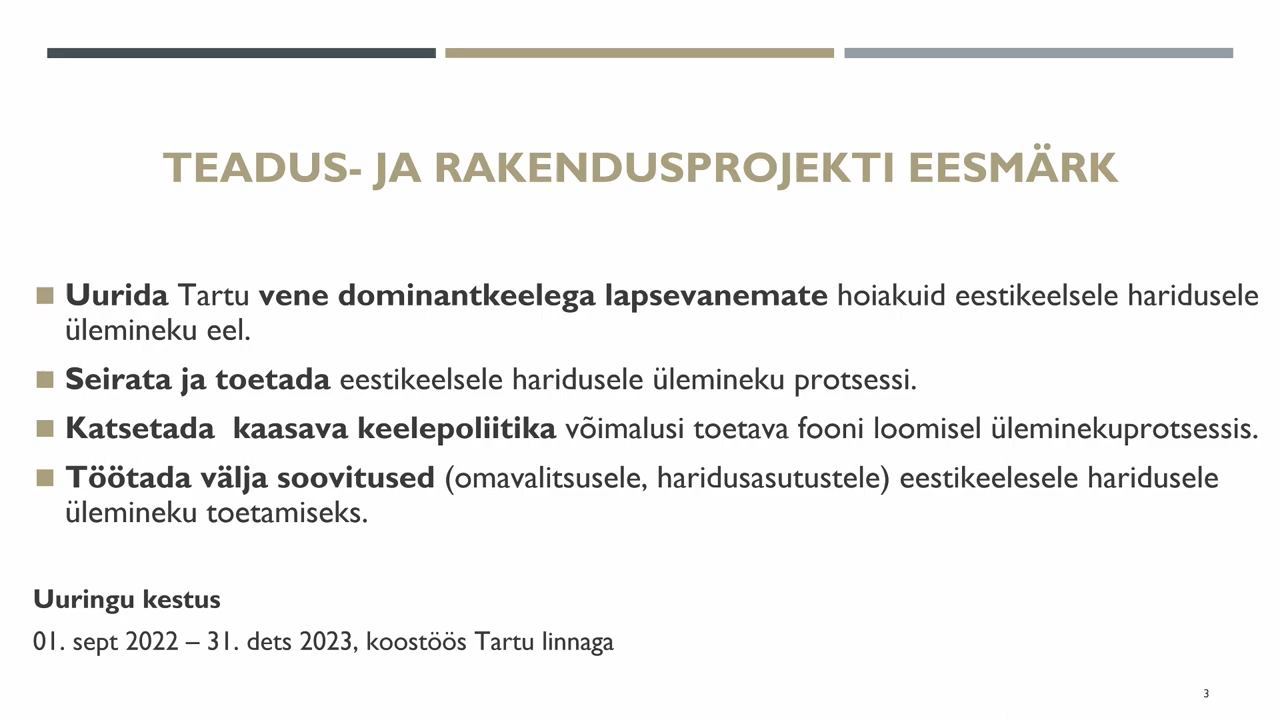 TEADUS- JA RAKENDUSPROJEKTI EESMÄRK
Uurida Tartu vene dominantkeelega lapsevanemate hoiakuid eestikeelsele haridusele
ülemineku eel.
Seirata ja toetada eestikeelsele haridusele ülemineku protsessi.
Katsetada kaasava keelepoliitika võimalusi toetava fooni loomisel üleminekuprotsessis.
Töötada välja soovitused (omavalitsusele, haridusasutustele) eestikeelesele haridusele
ülemineku toetamiseks.
Uuringu kestus
01. sept 2022 – 31. dets 2023, koostöös Tartu linnaga
3